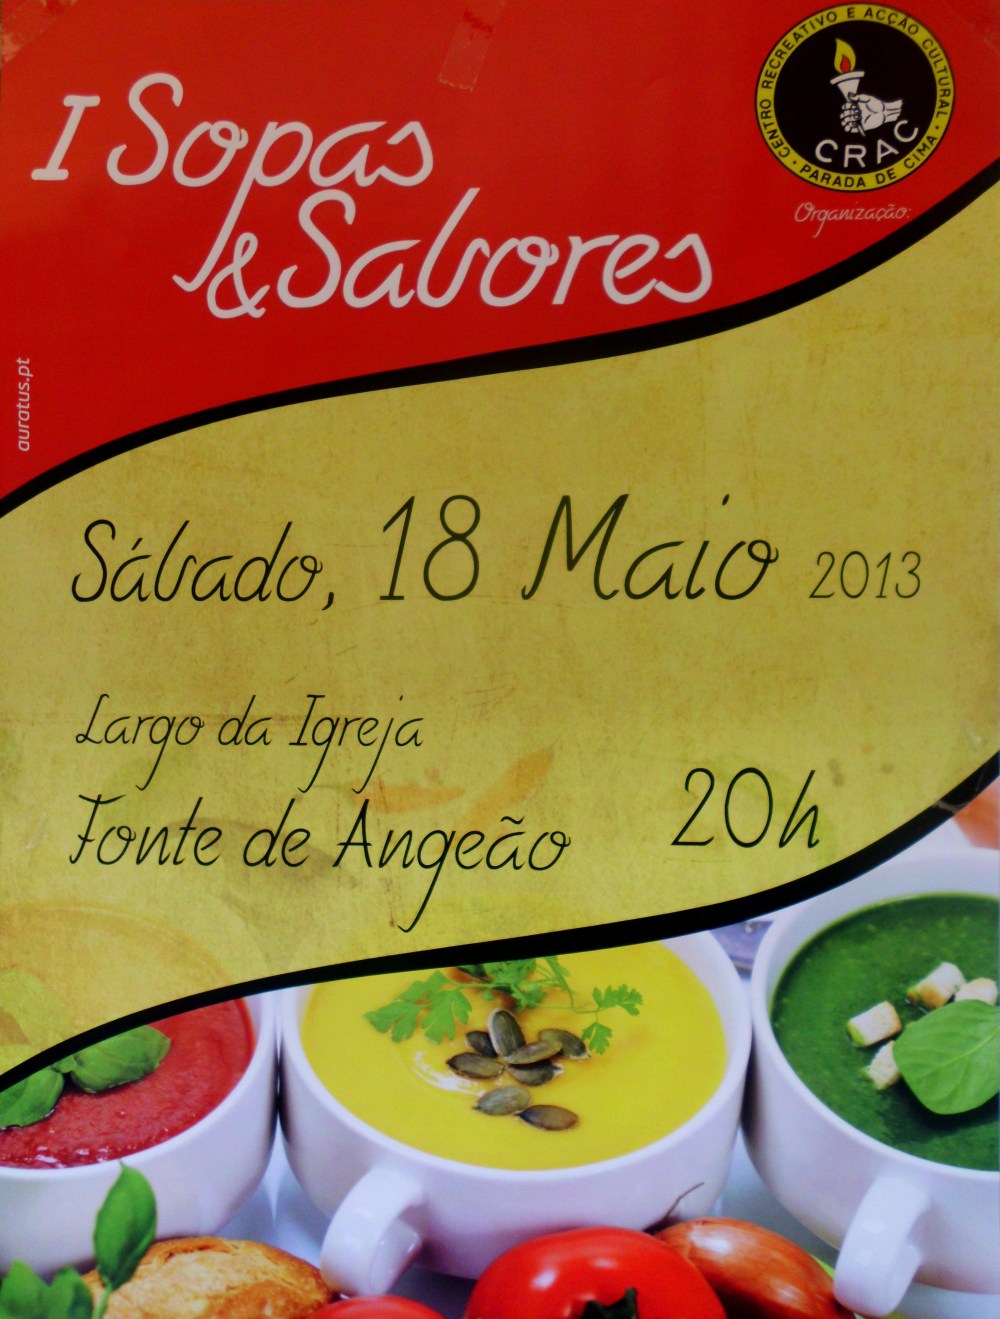 I Sopas
& Sabores
CENTRO RECREATIVO E ACÇÃO CULTURAL
CRAC
• PARADA DE CIMA •
Organização:
auratus.pt
Sábado, 18 Maio 2013
Largo da Igreja
Fonte de Angeão 20h